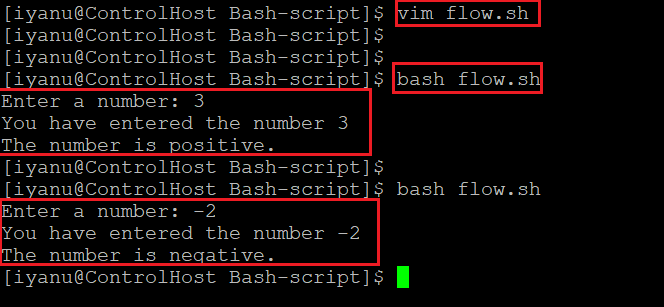 [iyanu@ControlHost Bash-script]$ vim flow.sh
[iyanu@ControlHost Bash-script]$
[iyanu@ControlHost Bash-script]$
[iyanu@ControlHost Bash-script]$ bash flow.sh
Enter a number: 3
You have entered the number 3
The number is positive.
[iyanu@ControlHost Bash-script]$
[iyanu@ControlHost Bash-script]$ bash flow.sh
Enter a number: -2
You have entered the number -2
The number is negative.
[iyanu@ControlHost Bash-script]$